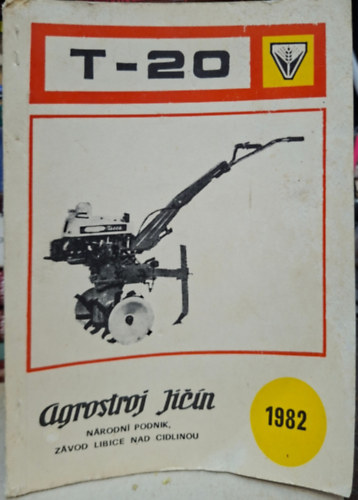 T-20
Agrostroj Jičín
NÁRODNÍ PODNIK,
ZÁVOD LIBICE NAD CIDLINOU
1982